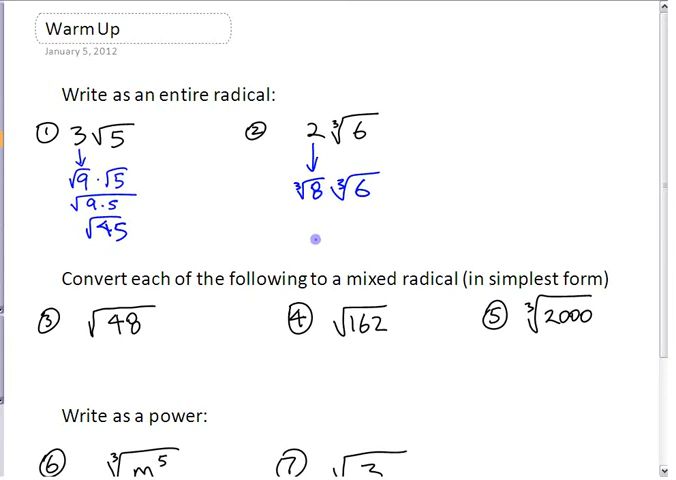 Warm Up
January 5, 2012
Write as an entire radical:
① 3√5 ② 2∛6
↓ ↓
√9 · √5 ∛8 ∛6
√9·5
√45
Convert each of the following to a mixed radical (in simplest form)
③ √48 ④ √162 ⑤ ∛2000
Write as a power:
⑥ ∛m⁵ ⑦ √3